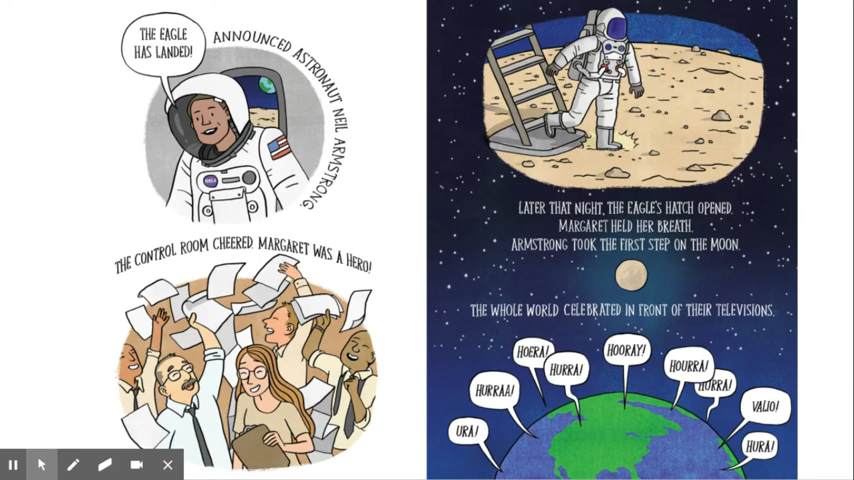 THE EAGLE
HAS LANDED!
ANNOUNCED ASTRONAUT NEIL ARMSTRONG.
NASA
THE CONTROL ROOM CHEERED. MARGARET WAS A HERO!
LATER THAT NIGHT, THE EAGLE'S HATCH OPENED.
MARGARET HELD HER BREATH.
ARMSTRONG TOOK THE FIRST STEP ON THE MOON.
THE WHOLE WORLD CELEBRATED IN FRONT OF THEIR TELEVISIONS.
URA!
HURRAA!
HOERA!
HURRA!
HOORAY!
HOURRA!
HURRA!
VALIO!
HURA!